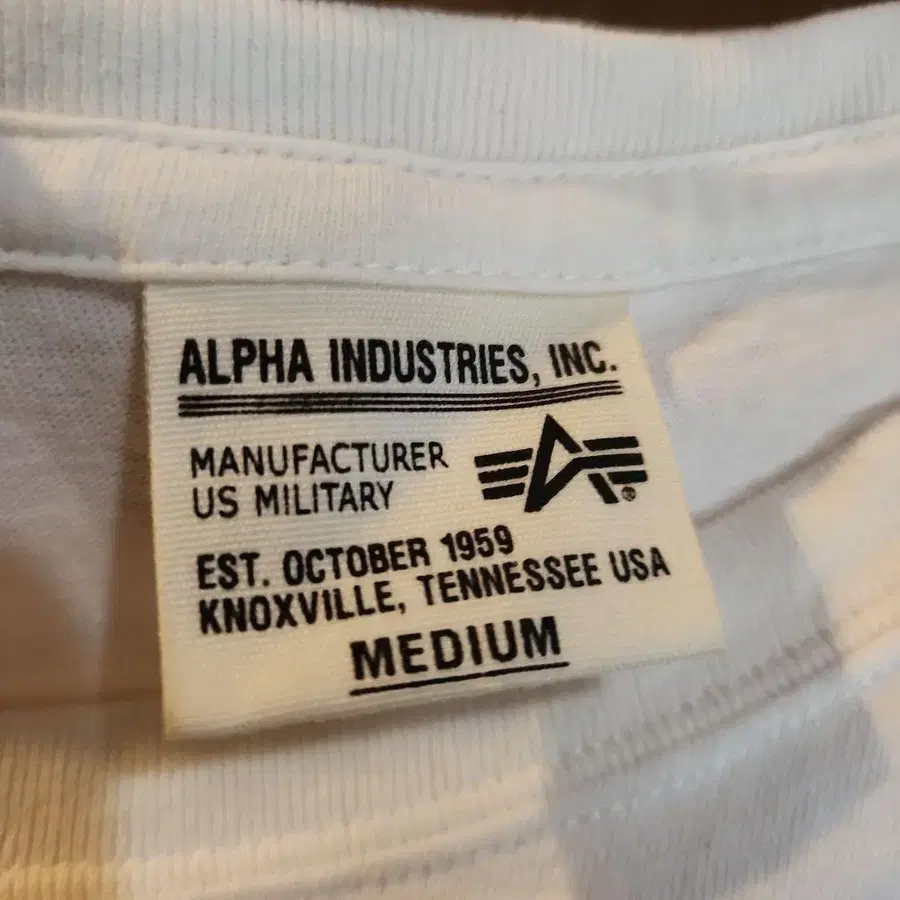 ALPHA INDUSTRIES, INC.
MANUFACTURER
US MILITARY
®
EST. OCTOBER 1959
KNOXVILLE, TENNESSEE USA
MEDIUM